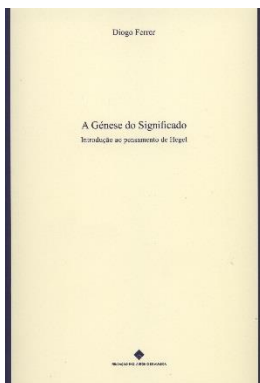 Diogo Ferrer
A Génese do Significado
Introdução ao pensamento de Hegel